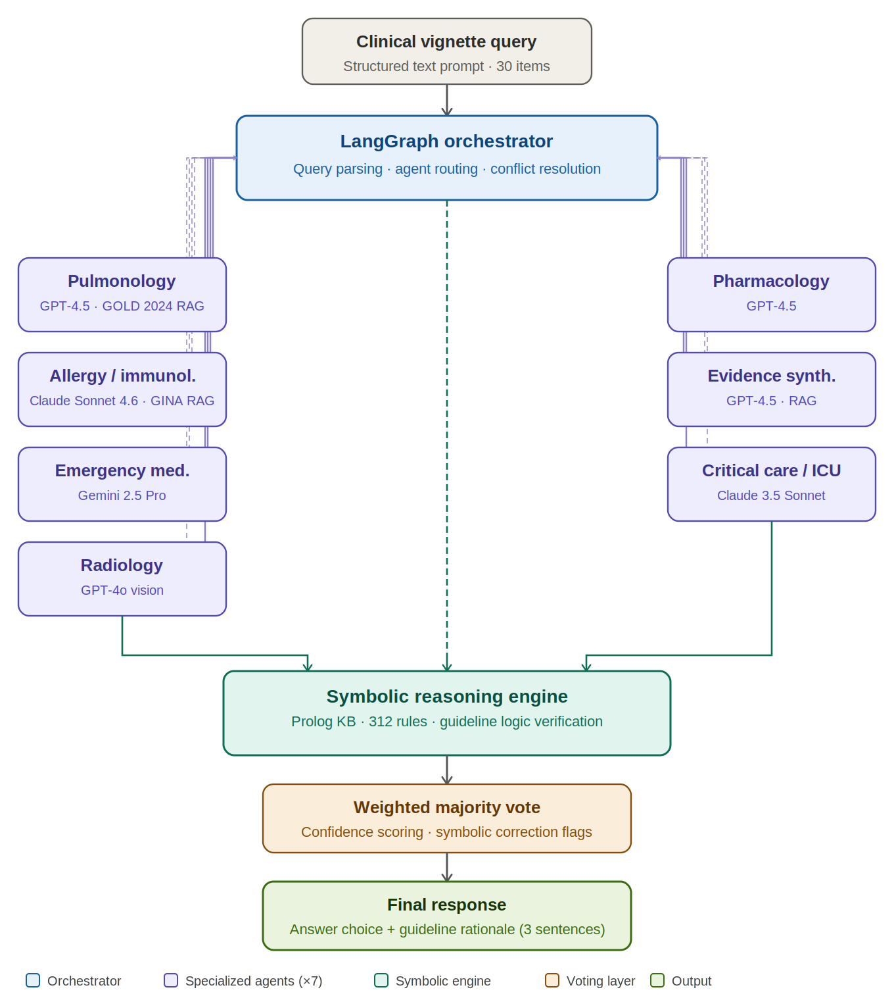 Clinical vignette query
Structured text prompt · 30 items
LangGraph orchestrator
Query parsing · agent routing · conflict resolution
Pulmonology
GPT-4.5 · GOLD 2024 RAG
Allergy / immunol.
Claude Sonnet 4.6 · GINA RAG
Emergency med.
Gemini 2.5 Pro
Radiology
GPT-4o vision
Pharmacology
GPT-4.5
Evidence synth.
GPT-4.5 · RAG
Critical care / ICU
Claude 3.5 Sonnet
Symbolic reasoning engine
Prolog KB · 312 rules · guideline logic verification
Weighted majority vote
Confidence scoring · symbolic correction flags
Final response
Answer choice + guideline rationale (3 sentences)
Orchestrator
Specialized agents (×7)
Symbolic engine
Voting layer
Output